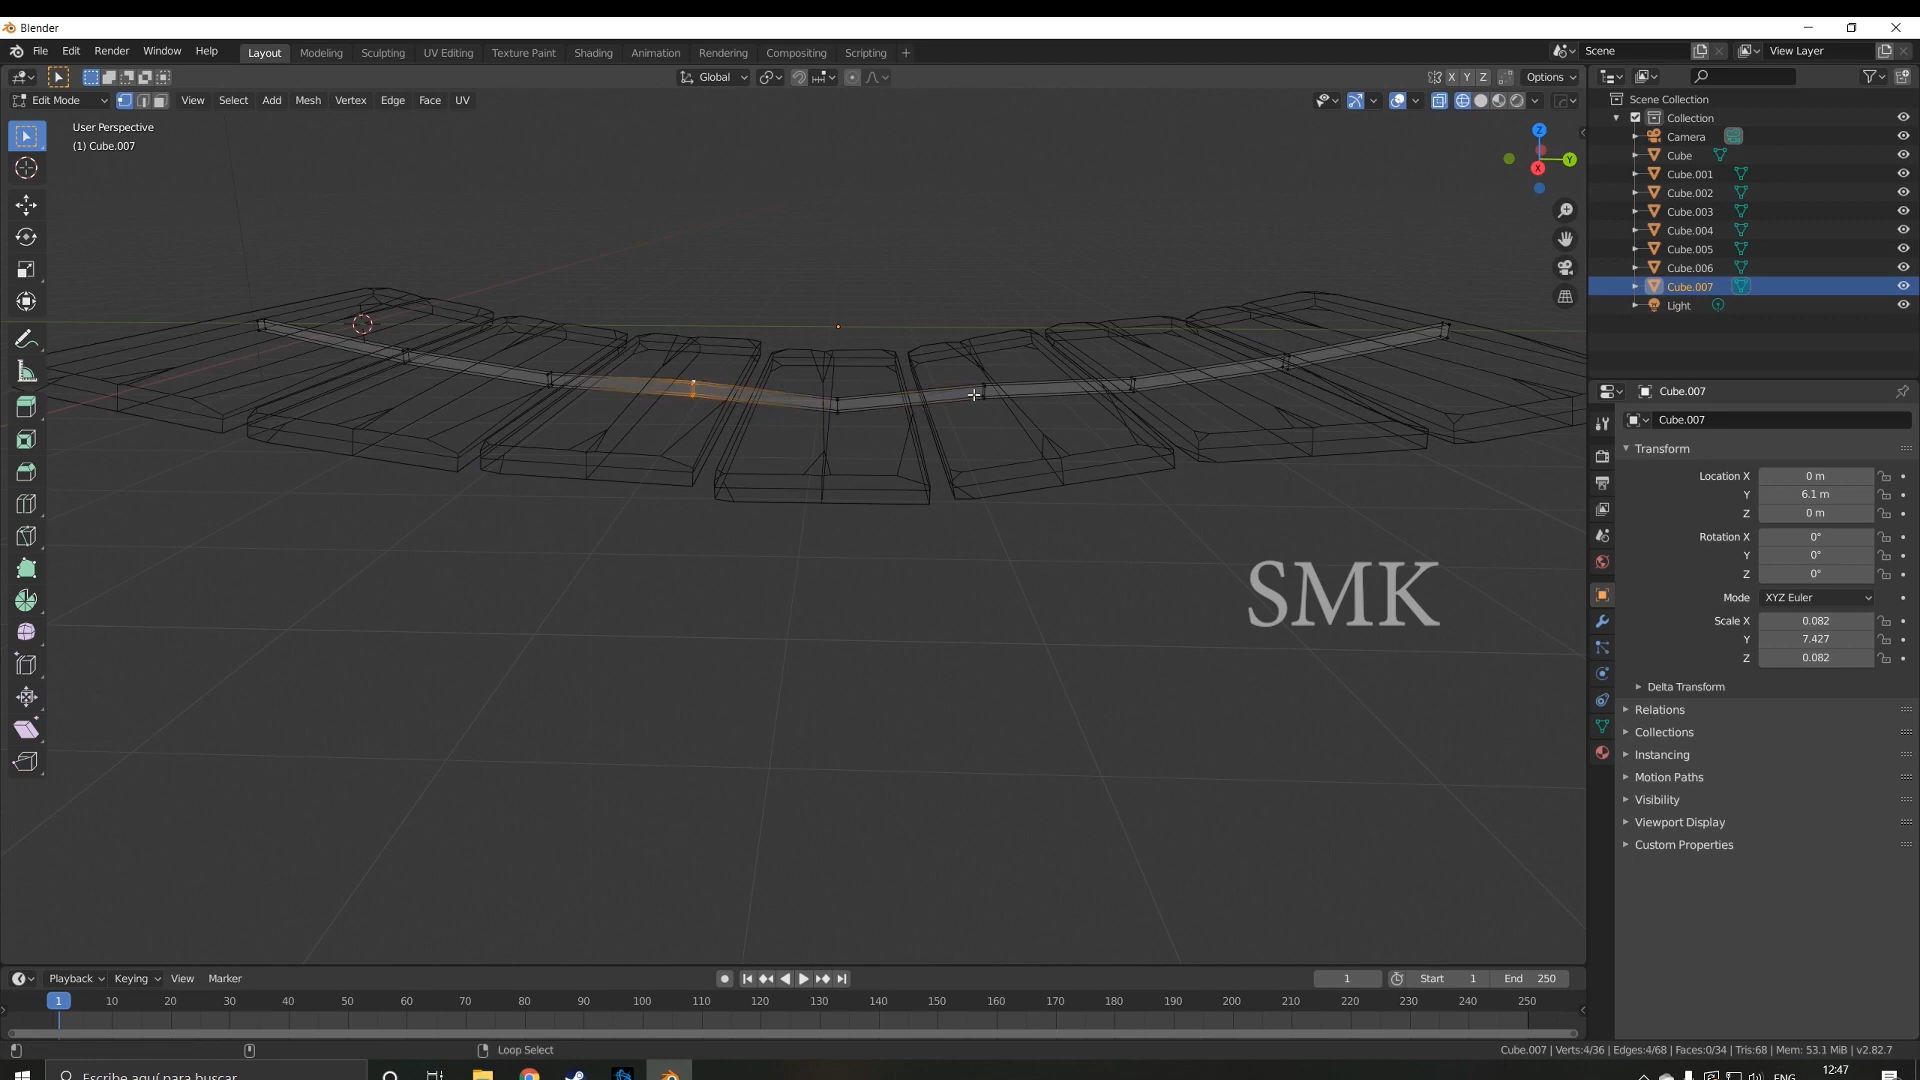 Blender
File Edit Render Window Help Layout Modeling Sculpting UV Editing Texture Paint Shading Animation Rendering Compositing Scripting + Scene View Layer
Global X Y Z Options
Edit Mode View Select Add Mesh Vertex Edge Face UV
User Perspective
(1) Cube.007
Z
Y
X
SMK
Scene Collection
Collection
Camera
Cube
Cube.001
Cube.002
Cube.003
Cube.004
Cube.005
Cube.006
Cube.007
Light
Cube.007
Cube.007
Transform
Location X 0 m
Y 6.1 m
Z 0 m
Rotation X 0°
Y 0°
Z 0°
Mode XYZ Euler
Scale X 0.082
Y 7.427
Z 0.082
Delta Transform
Relations
Collections
Instancing
Motion Paths
Visibility
Viewport Display
Custom Properties
Playback Keying View Marker 1 Start 1 End 250
1 10 20 30 40 50 60 70 80 90 100 110 120 130 140 150 160 170 180 190 200 210 220 230 240 250
Loop Select Cube.007 | Verts:4/36 | Edges:4/68 | Faces:0/34 | Tris:68 | Mem: 53.1 MiB | v2.82.7
Escribe aquí para buscar ENG 12:47